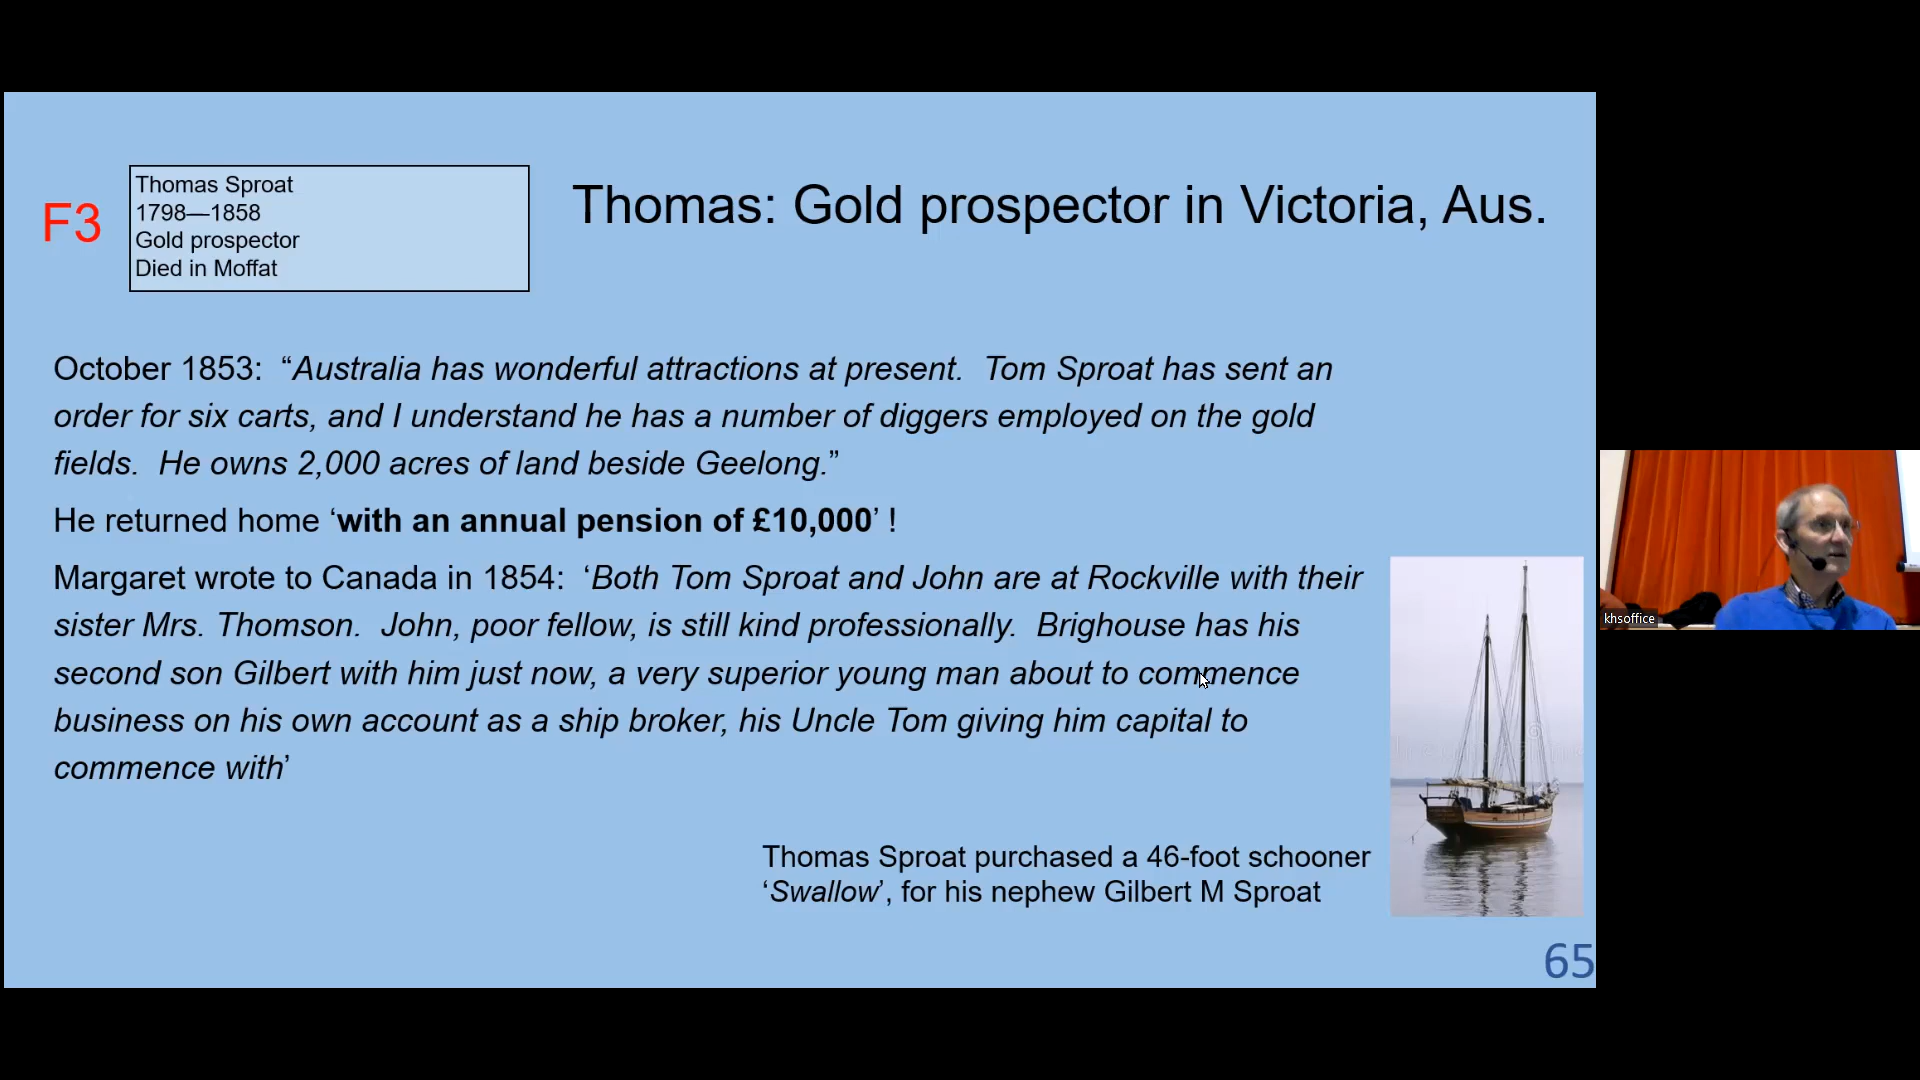 F3
Thomas Sproat
1798—1858
Gold prospector
Died in Moffat
Thomas: Gold prospector in Victoria, Aus.
October 1853:  “Australia has wonderful attractions at present.  Tom Sproat has sent an
order for six carts, and I understand he has a number of diggers employed on the gold
fields.  He owns 2,000 acres of land beside Geelong.”
He returned home ‘with an annual pension of £10,000’ !
Margaret wrote to Canada in 1854:  ‘Both Tom Sproat and John are at Rockville with their
sister Mrs. Thomson.  John, poor fellow, is still kind professionally.  Brighouse has his
second son Gilbert with him just now, a very superior young man about to commence
business on his own account as a ship broker, his Uncle Tom giving him capital to
commence with’
Thomas Sproat purchased a 46-foot schooner
‘Swallow’, for his nephew Gilbert M Sproat
65
khsoffice